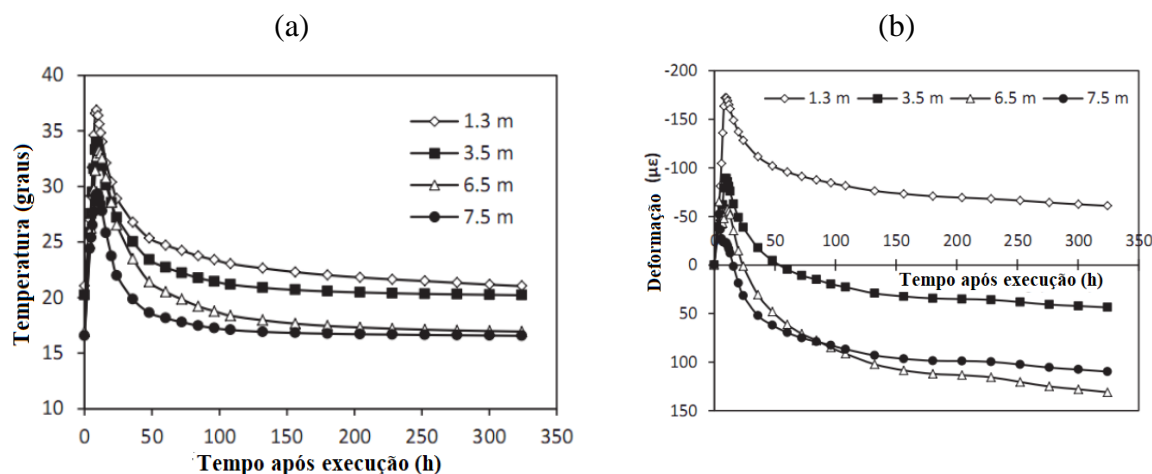 (a)
(b)
40
35
30
25
20
15
10
Temperatura (graus)
1.3 m
3.5 m
6.5 m
7.5 m
0 50 100 150 200 250 300 350
Tempo após execução (h)
-200
-150
-100
-50
0
50
100
150
Deformação (με)
1.3 m 3.5 m 6.5 m 7.5 m
0 50 100 150 200 250 300 350
Tempo após execução (h)